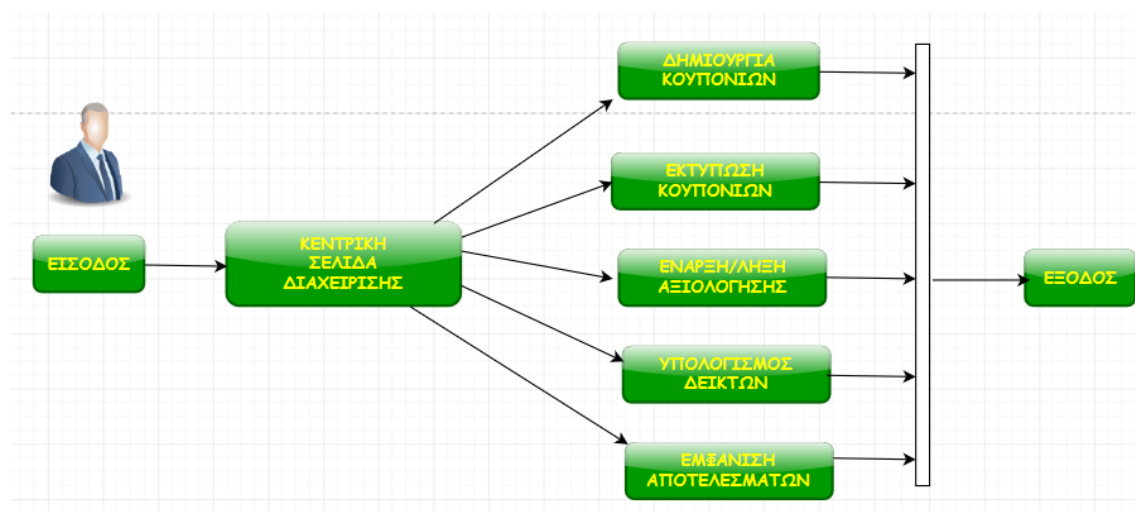 ΔΗΜΙΟΥΡΓΙΑ
ΚΟΥΠΟΝΙΩΝ
ΕΚΤΥΠΩΣΗ
ΚΟΥΠΟΝΙΩΝ
ΕΙΣΟΔΟΣ
ΚΕΝΤΡΙΚΗ
ΣΕΛΙΔΑ
ΔΙΑΧΕΙΡΙΣΗΣ
ΕΝΑΡΞΗ/ΛΗΞΗ
ΑΞΙΟΛΟΓΗΣΗΣ
ΕΞΟΔΟΣ
ΥΠΟΛΟΓΙΣΜΟΣ
ΔΕΙΚΤΩΝ
ΕΜΦΑΝΙΣΗ
ΑΠΟΤΕΛΕΣΜΑΤΩΝ